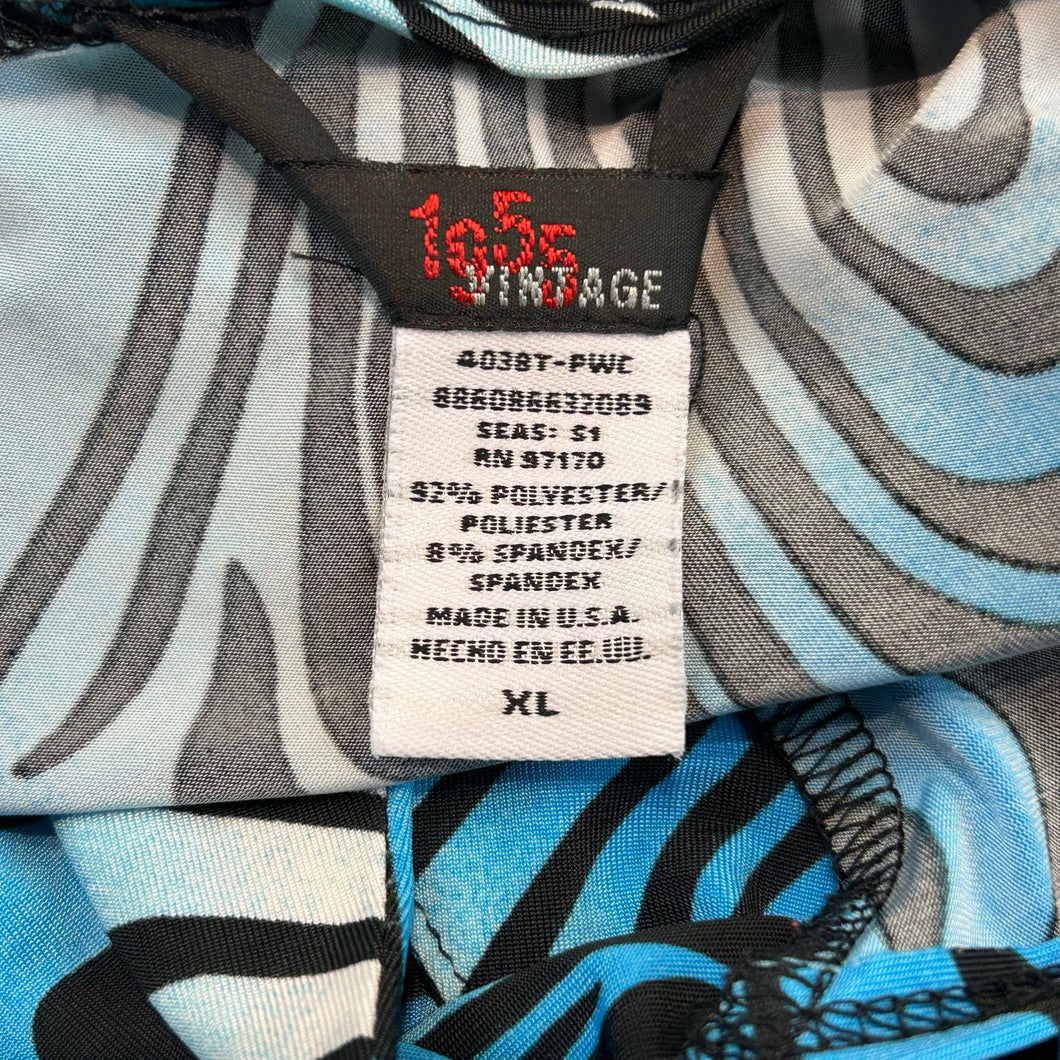 1955
VINTAGE
4038T-PWC
886086632089
SEAS: S1
RN 97170
92% POLYESTER/
POLIESTER
8% SPANDEX/
SPANDEX
MADE IN U.S.A.
HECHO EN EE.UU.
XL